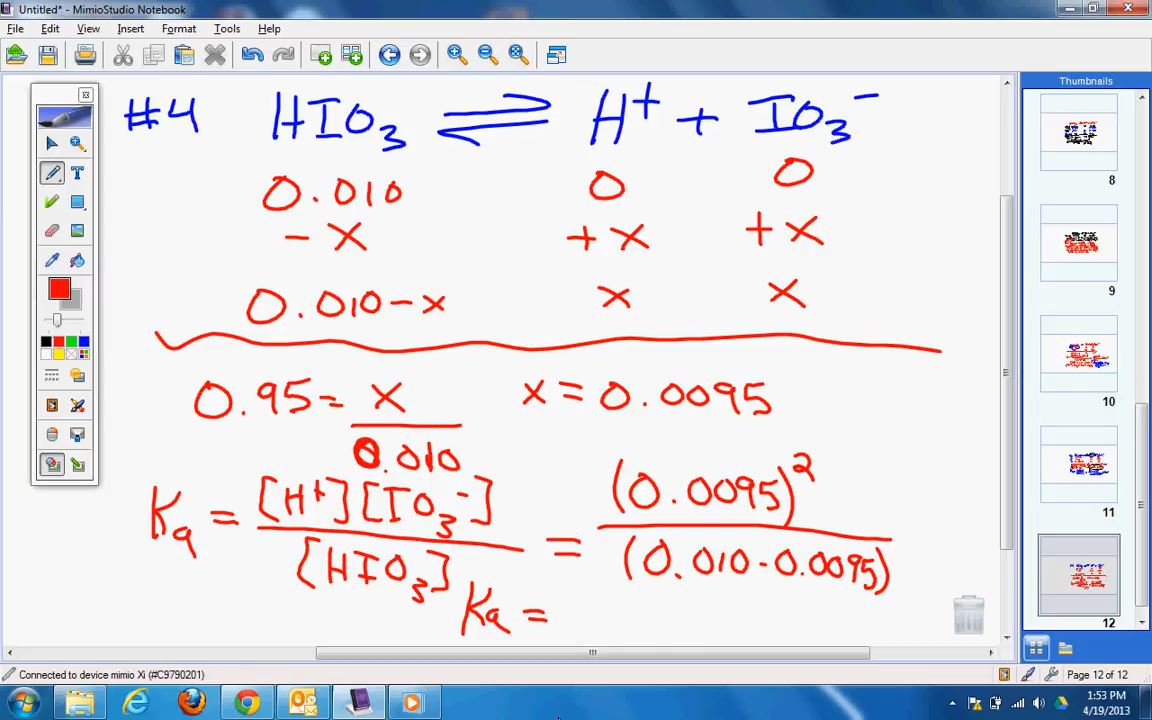 Untitled* - MimioStudio Notebook
File Edit View Insert Format Tools Help
Thumbnails
#4 HIO₃ ⇌ H⁺ + IO₃⁻
0.010 0 0
- x + x + x
0.010 - x x x
0.95 = x/0.010 x = 0.0095
Ka = [H⁺][IO₃⁻]/[HIO₃] = (0.0095)²/(0.010 - 0.0095)
Ka =
8
9
10
11
12
Connected to device mimio Xi (#C9790201)
Page 12 of 12
1:53 PM
4/19/2013